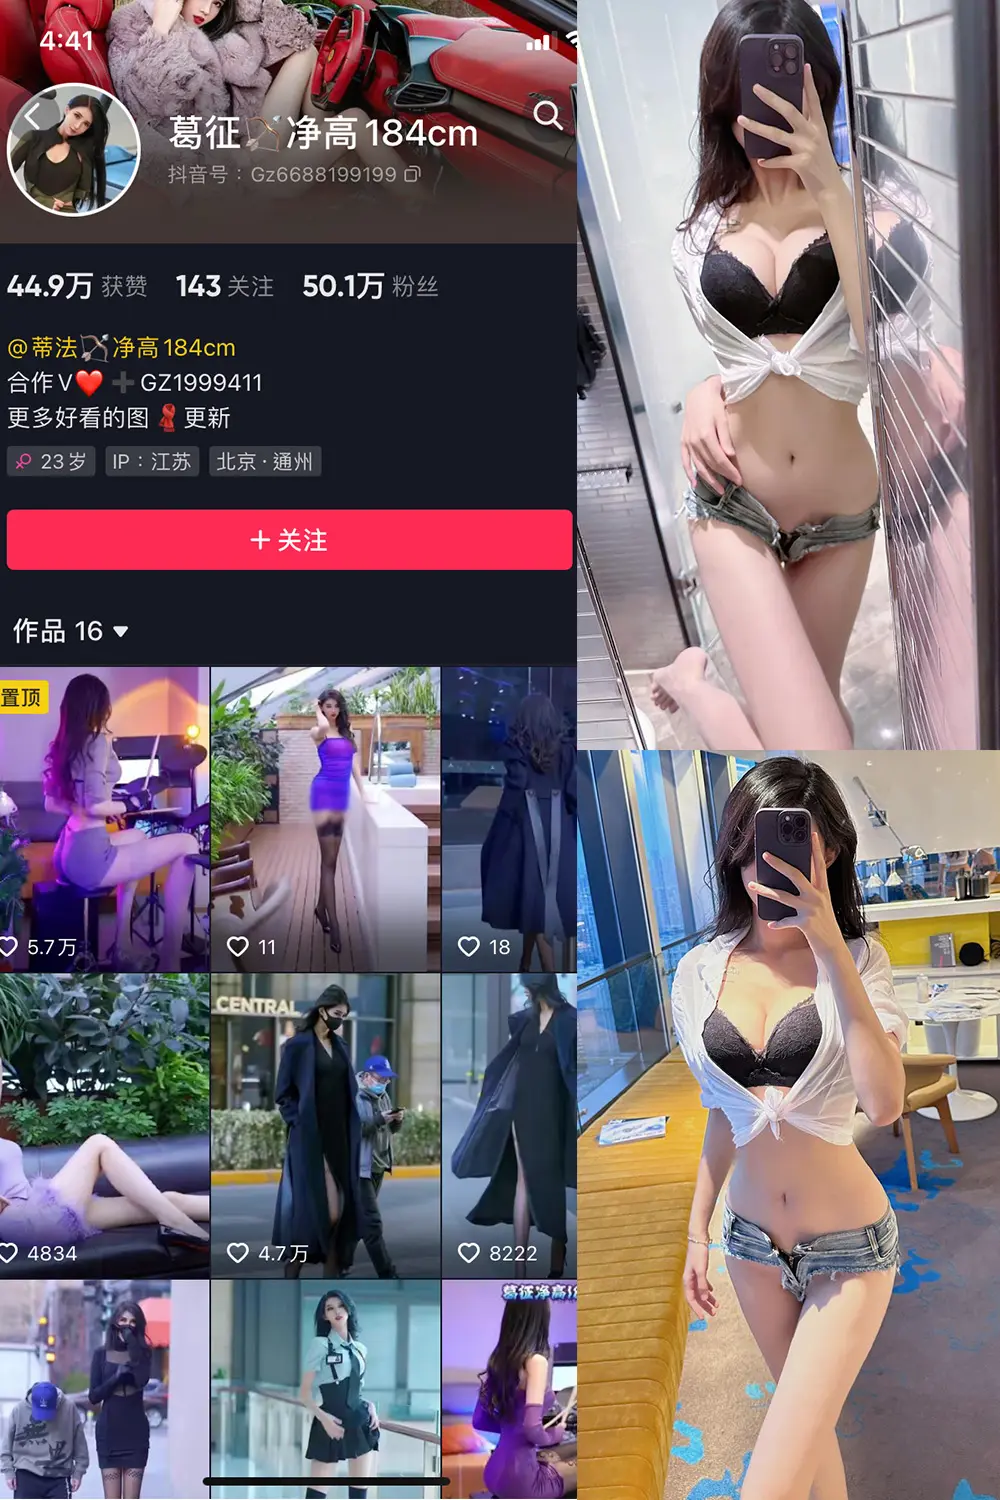 4:41
葛征🏹净高184cm
抖音号：Gz6688199199
44.9万 获赞 143 关注 50.1万 粉丝
@蒂法🏹净高184cm
合作V❤️➕GZ1999411
更多好看的图🧣更新
♀ 23岁 IP：江苏 北京·通州
+ 关注
作品 16
置顶
5.7万 11 18
CENTRAL
4834 4.7万 8222
葛征净高